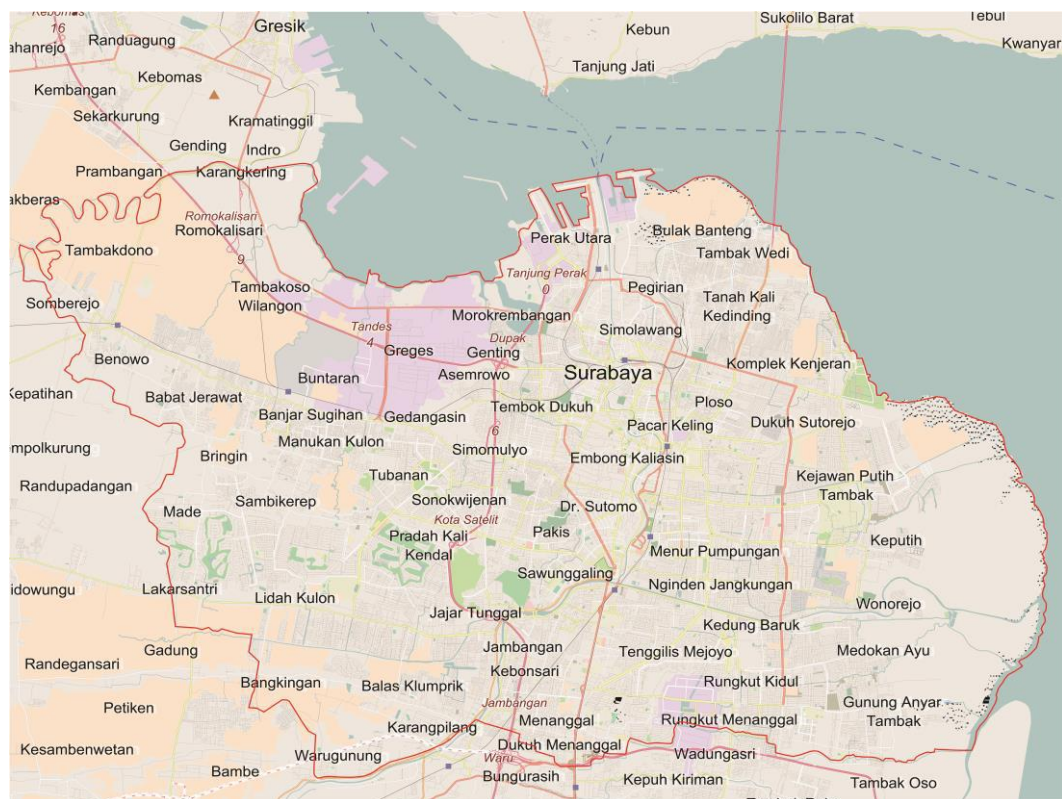 Kebomas
16
Gresik
Sukolilo Barat
Tebul
Randuagung
Kebun
Kwanyar
Kebomas
Tanjung Jati
Kembangan
Sekarkurung
Kramatinggil
Gending
Indro
Prambangan
Karangkering
Romokalisari
Romokalisari
Perak Utara
Bulak Banteng
Tambakdono
Tambak Wedi
9
Tanjung Perak
0
Tambakoso
Wilangon
Pegirian
Tanah Kali
Kedinding
Somberejo
Morokrembangan
Tandes
4
Simolawang
Dupak
Benowo
Greges
Genting
Komplek Kenjeran
Buntaran
Asemrowo
Surabaya
Kepatihan
Babat Jerawat
Banjar Sugihan
Gedangasin
Tembok Dukuh
Ploso
Dukuh Sutorejo
6
Pacar Keling
Manukan Kulon
Simomulyo
Bringin
Embong Kaliasin
Tubanan
Kejawan Putih
Tambak
Randupadangan
Sambikerep
Sonokwijenan
Made
Dr. Sutomo
Kota Satelit
Pradah Kali
Kendal
Pakis
Keputih
Menur Pumpungan
Sawunggaling
Lakarsantri
Nginden Jangkungan
Lidah Kulon
Wonorejo
Jajar Tunggal
Kedung Baruk
Gadung
Jambangan
Tenggilis Mejoyo
Medokan Ayu
Randegansari
Kebonsari
Bangkingan
Balas Klumprik
Rungkut Kidul
Petiken
Jambangan
Gunung Anyar
Tambak
Karangpilang
Menanggal
Rungkut Menanggal
Kesambenwetan
Dukuh Menanggal
Warugunung
Waru
Wadungasri
Bambe
Bungurasih
Kepuh Kiriman
Tambak Oso